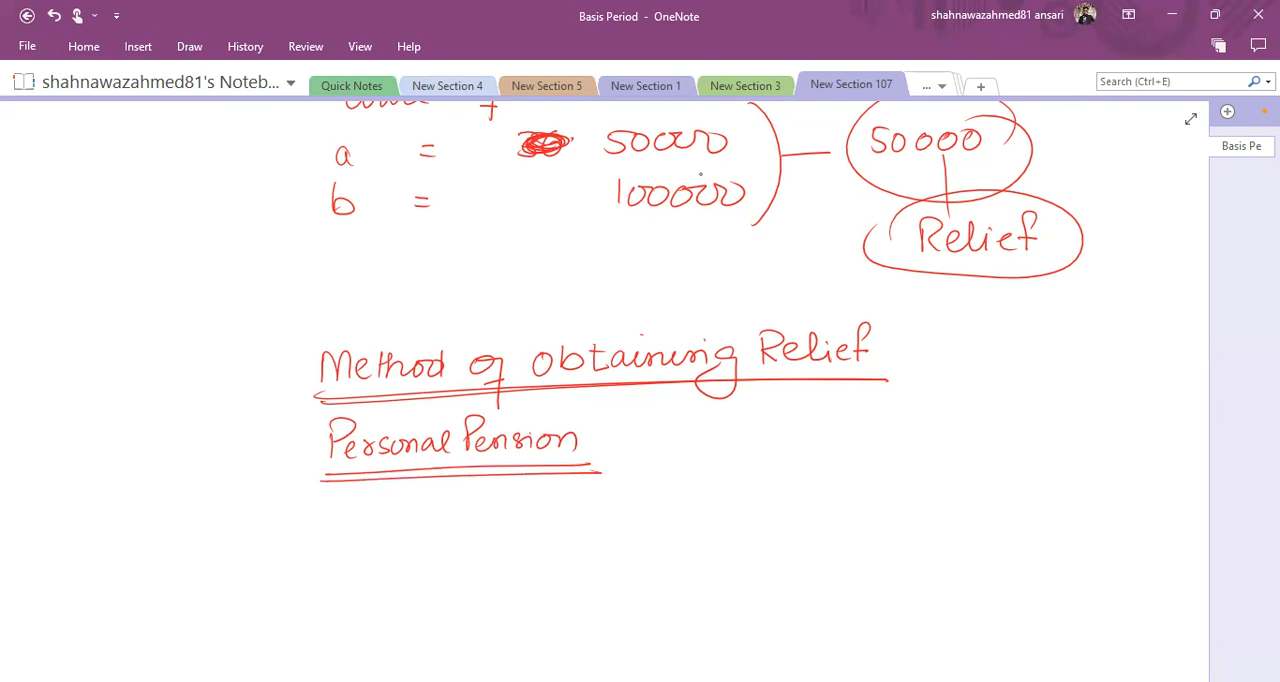 Basis Period - OneNote
shahnawazahmed81 ansari
File Home Insert Draw History Review View Help
shahnawazahmed81's Noteb... Quick Notes New Section 4 New Section 5 New Section 1 New Section 3 New Section 107 ... + Search (Ctrl+E)
Basis Pe
a = 50000 50000
b = 100000
Relief
Method of Obtaining Relief
Personal Pension